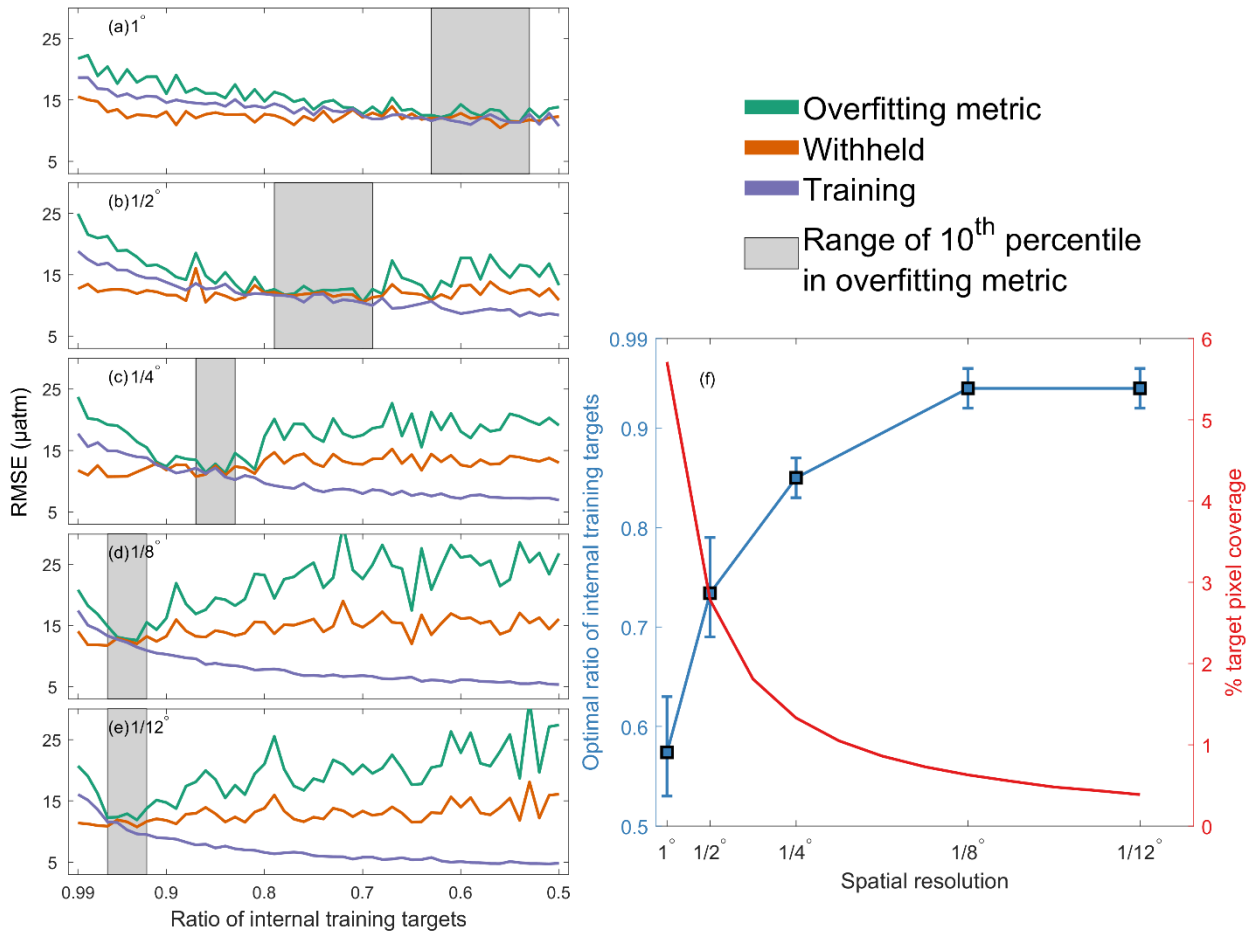 (a) 1°
25
15
5
(b) 1/2°
25
15
5
(c) 1/4°
25
15
5
(d) 1/8°
25
15
5
(e) 1/12°
25
15
5
RMSE (μatm)
0.99 0.9 0.8 0.7 0.6 0.5
Ratio of internal training targets
Overfitting metric
Withheld
Training
Range of 10th percentile
in overfitting metric
(f)
0.99
0.9
0.8
0.7
0.6
0.5
Optimal ratio of internal training targets
6
5
4
3
2
1
0
% target pixel coverage
1° 1/2° 1/4° 1/8° 1/12°
Spatial resolution